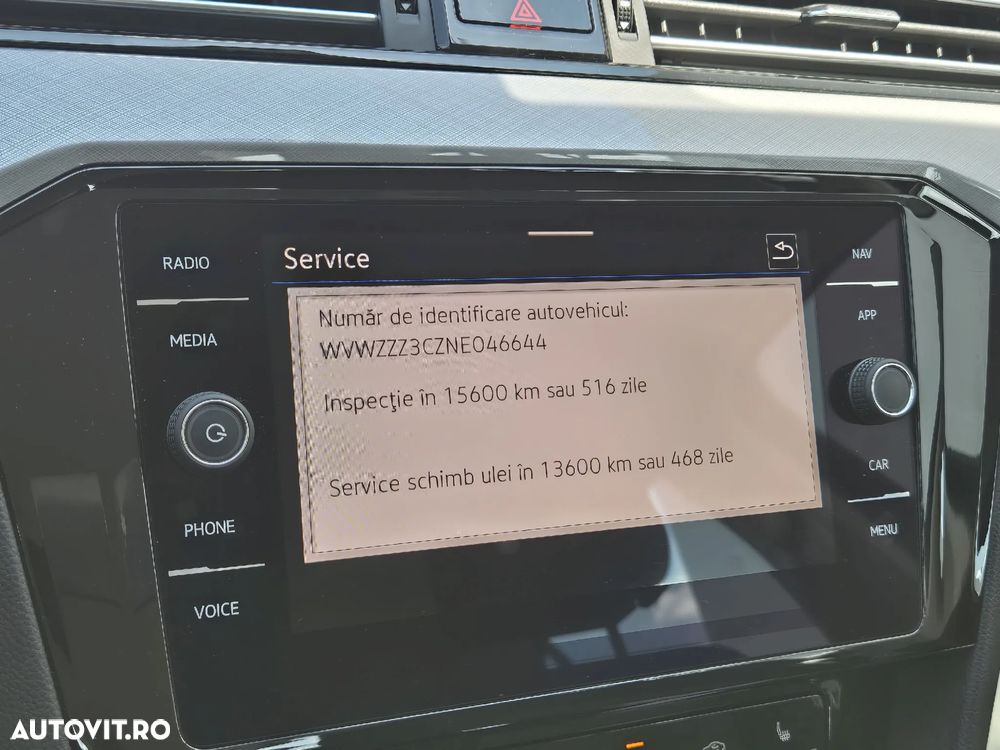 RADIO
MEDIA
PHONE
VOICE
Service
Număr de identificare autovehicul:
WVWZZZ3CZNE046644
Inspecţie în 15600 km sau 516 zile
Service schimb ulei în 13600 km sau 468 zile
NAV
APP
CAR
MENU
AUTOVIT.RO